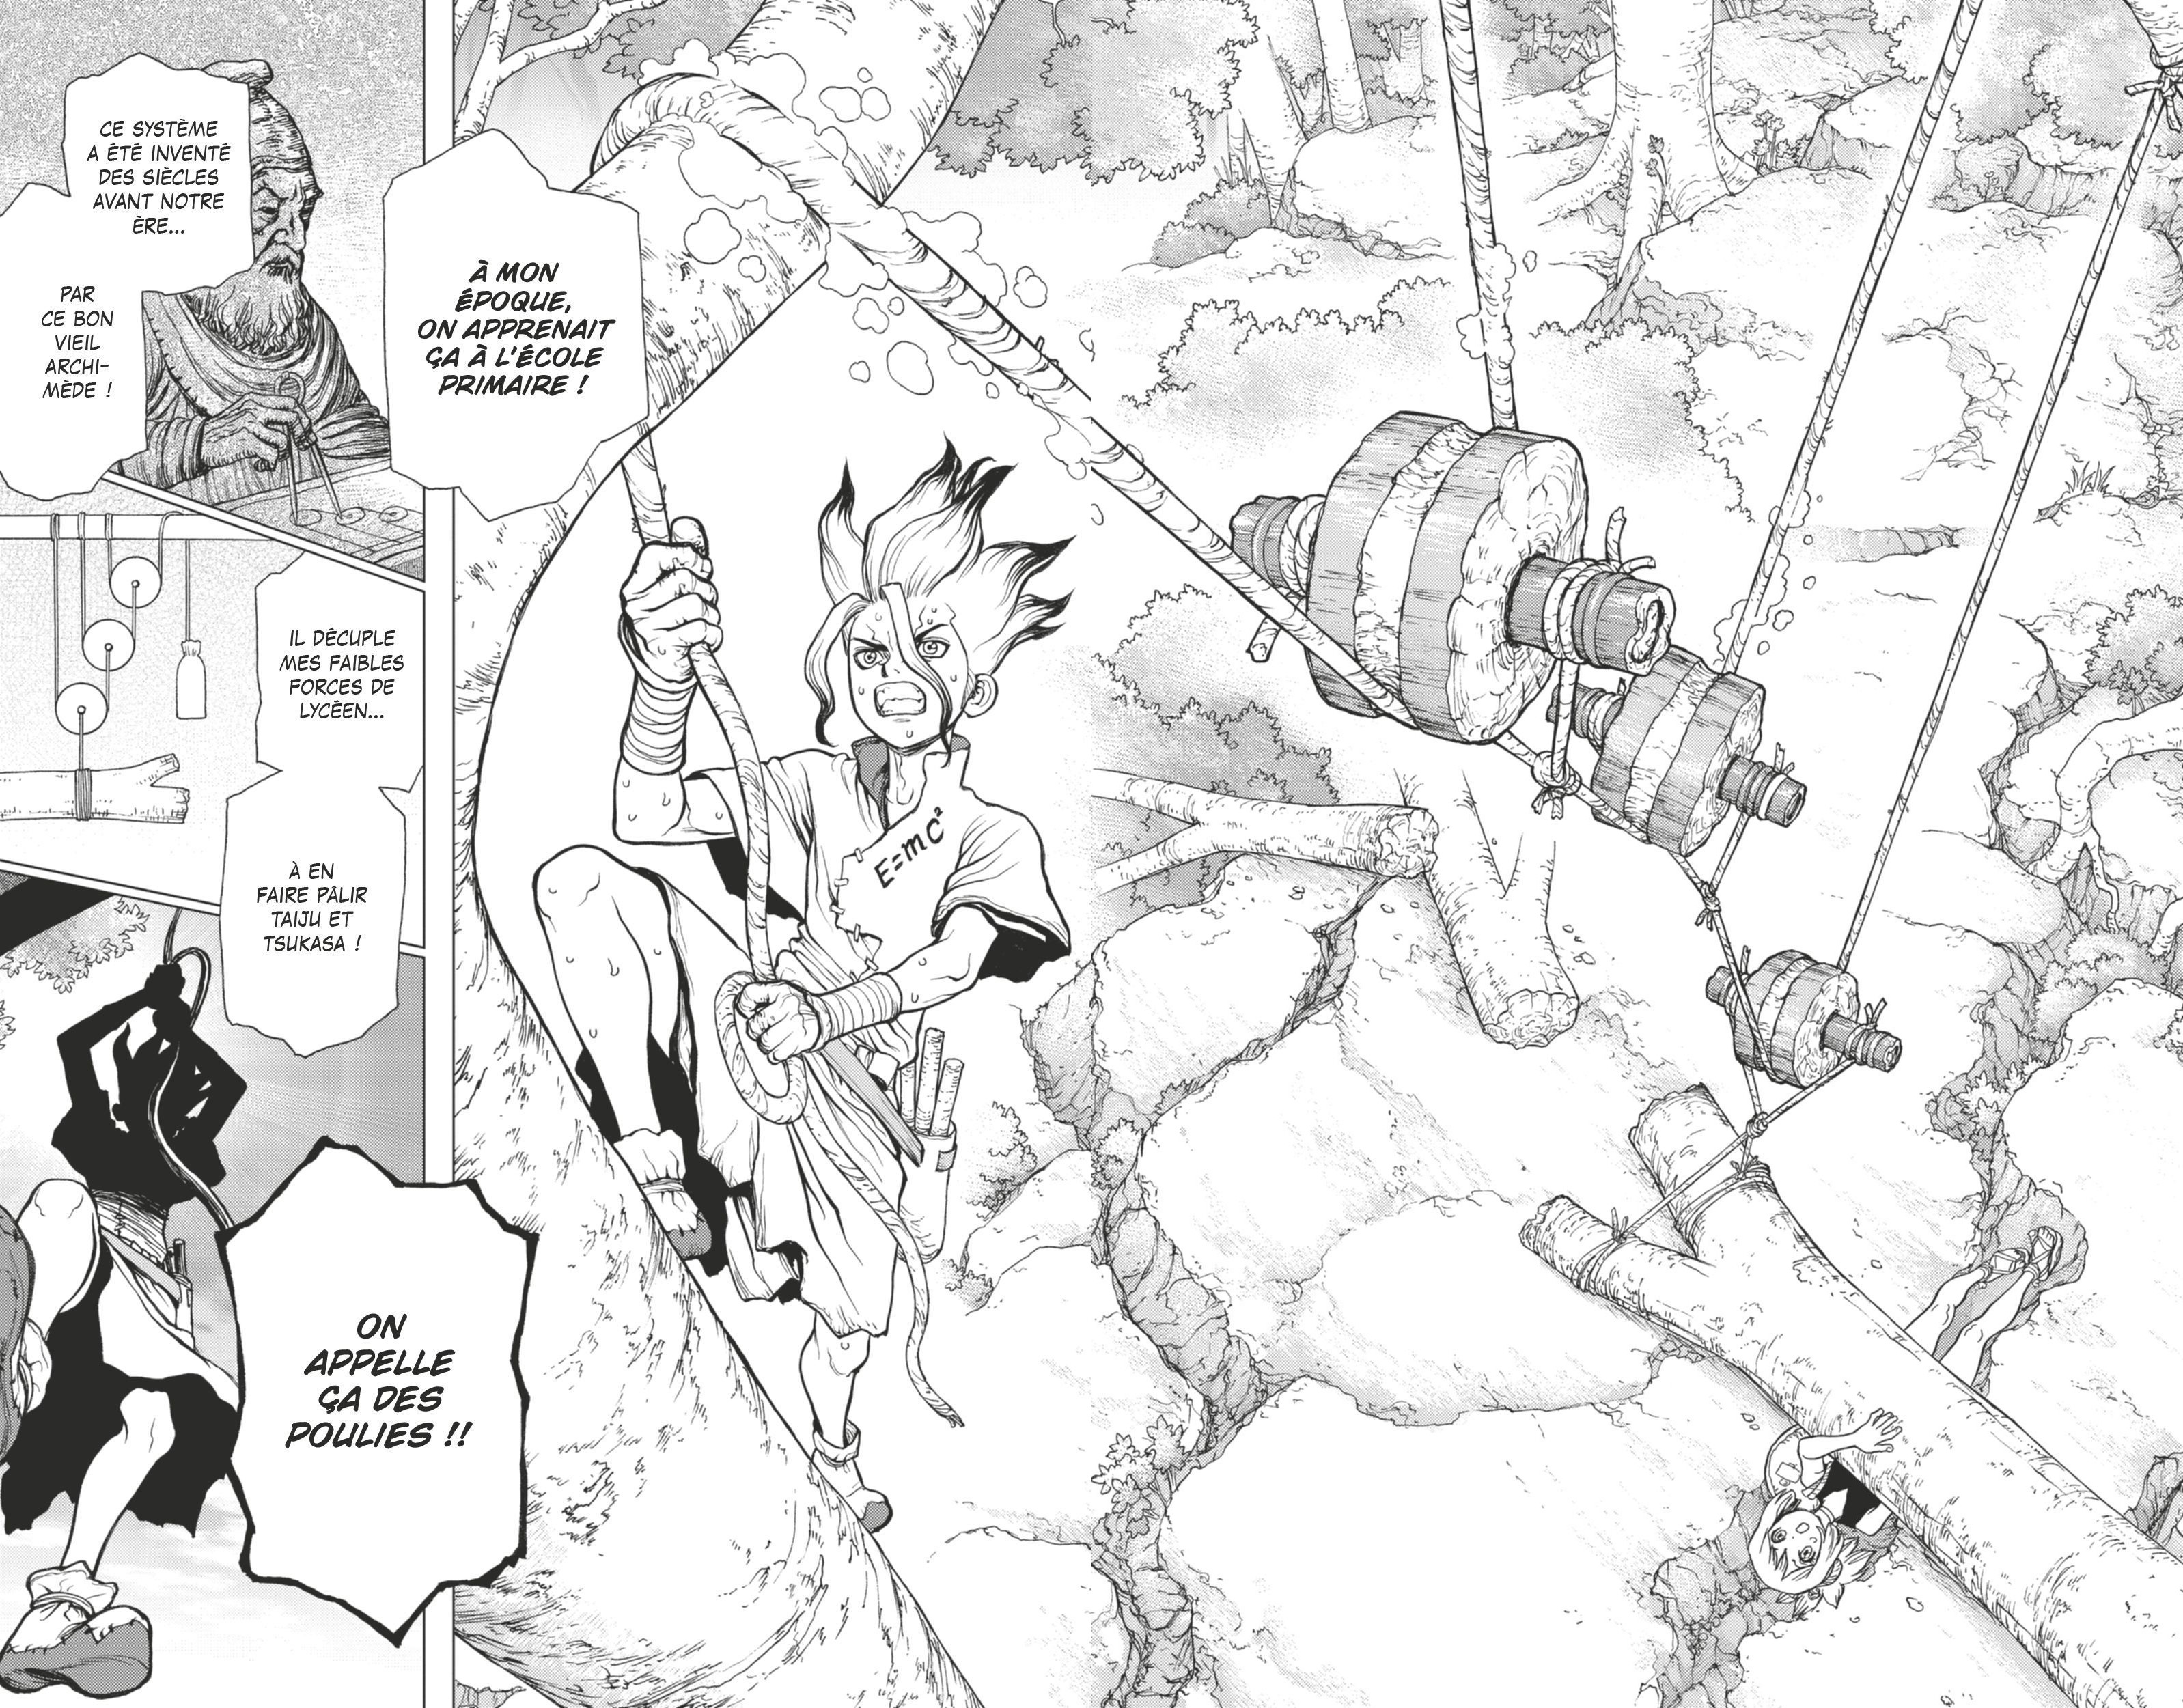 À MON
ÉPOQUE,
ON APPRENAIT
ÇA À L'ÉCOLE
PRIMAIRE !
E=mC²
CE SYSTÈME
A ÉTÉ INVENTÉ
DES SIÈCLES
AVANT NOTRE
ÈRE...
PAR
CE BON
VIEIL
ARCHI-
MÈDE !
IL DÉCUPLE
MES FAIBLES
FORCES DE
LYCÉEN...
À EN
FAIRE PÂLIR
TAIJU ET
TSUKASA !
ON
APPELLE
ÇA DES
POULIES !!